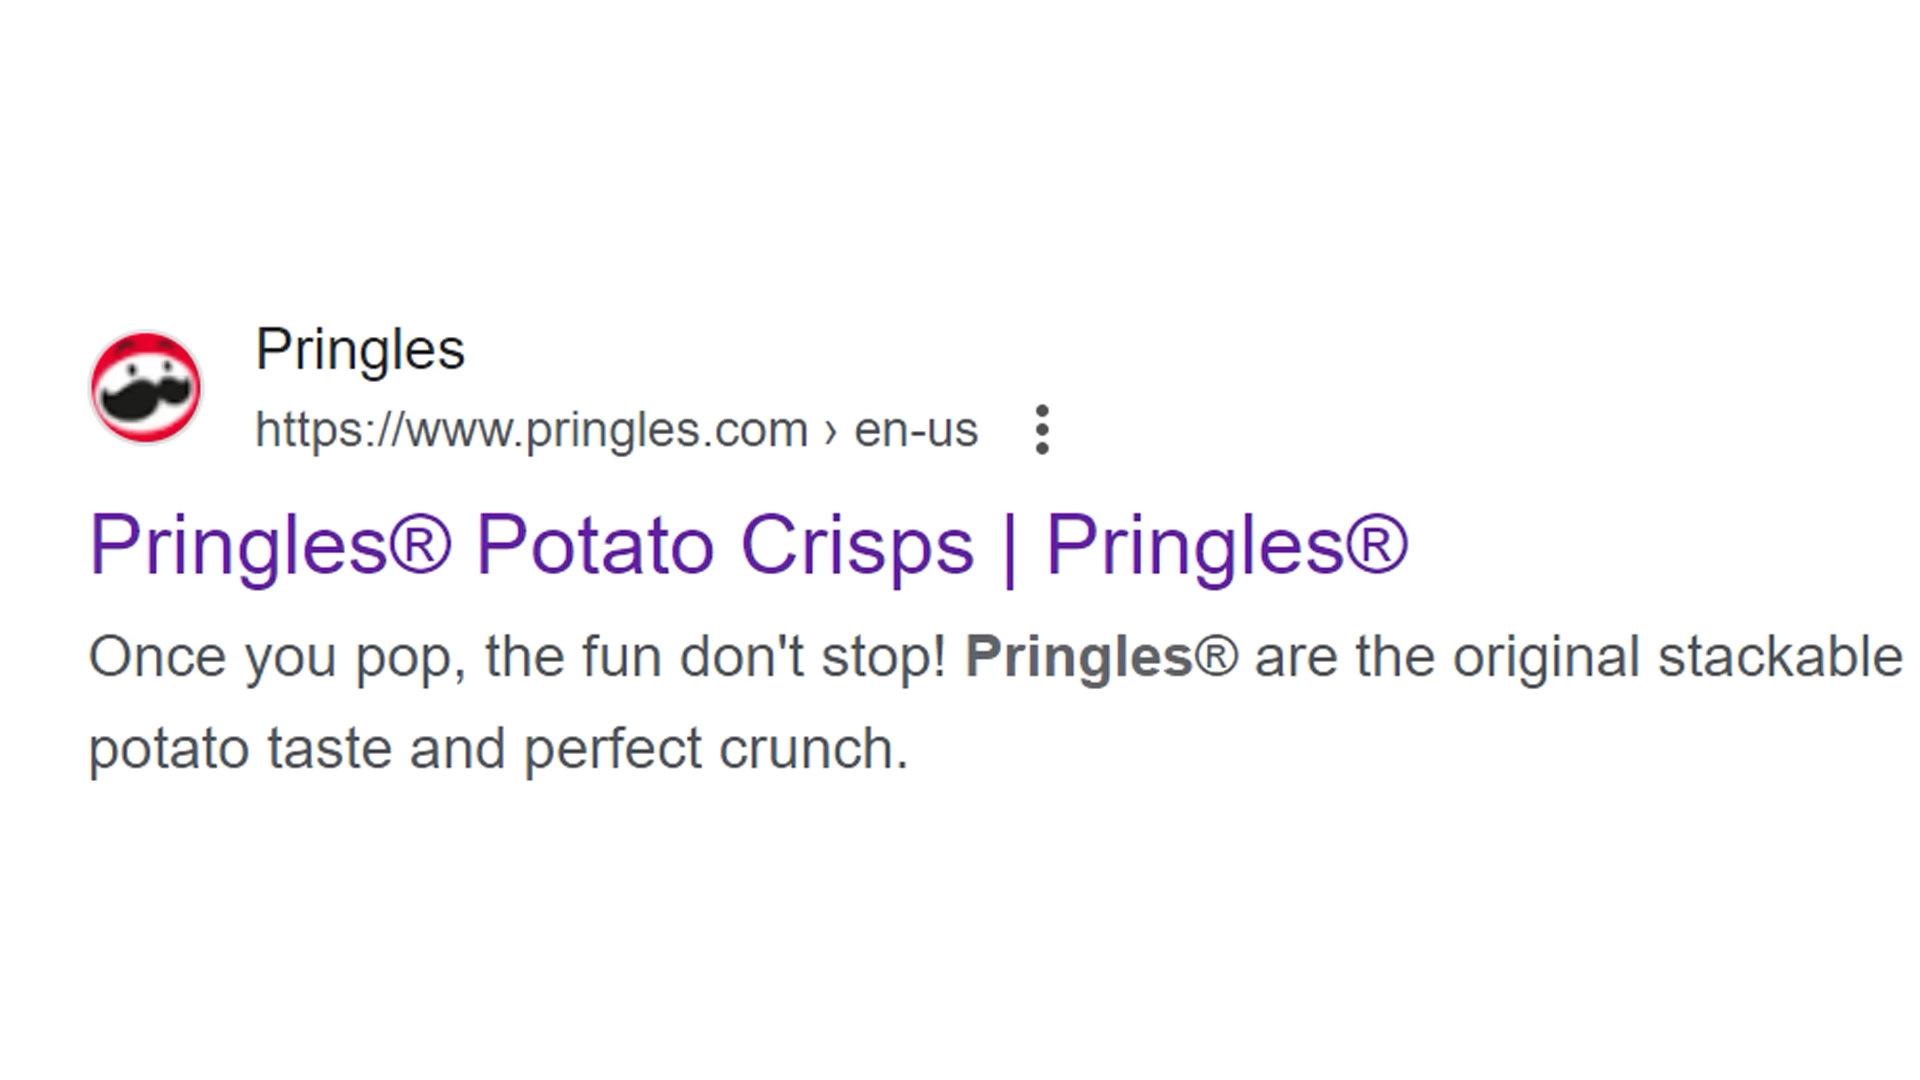 Pringles
https://www.pringles.com › en-us
Pringles® Potato Crisps | Pringles®
Once you pop, the fun don't stop! Pringles® are the original stackable
potato taste and perfect crunch.